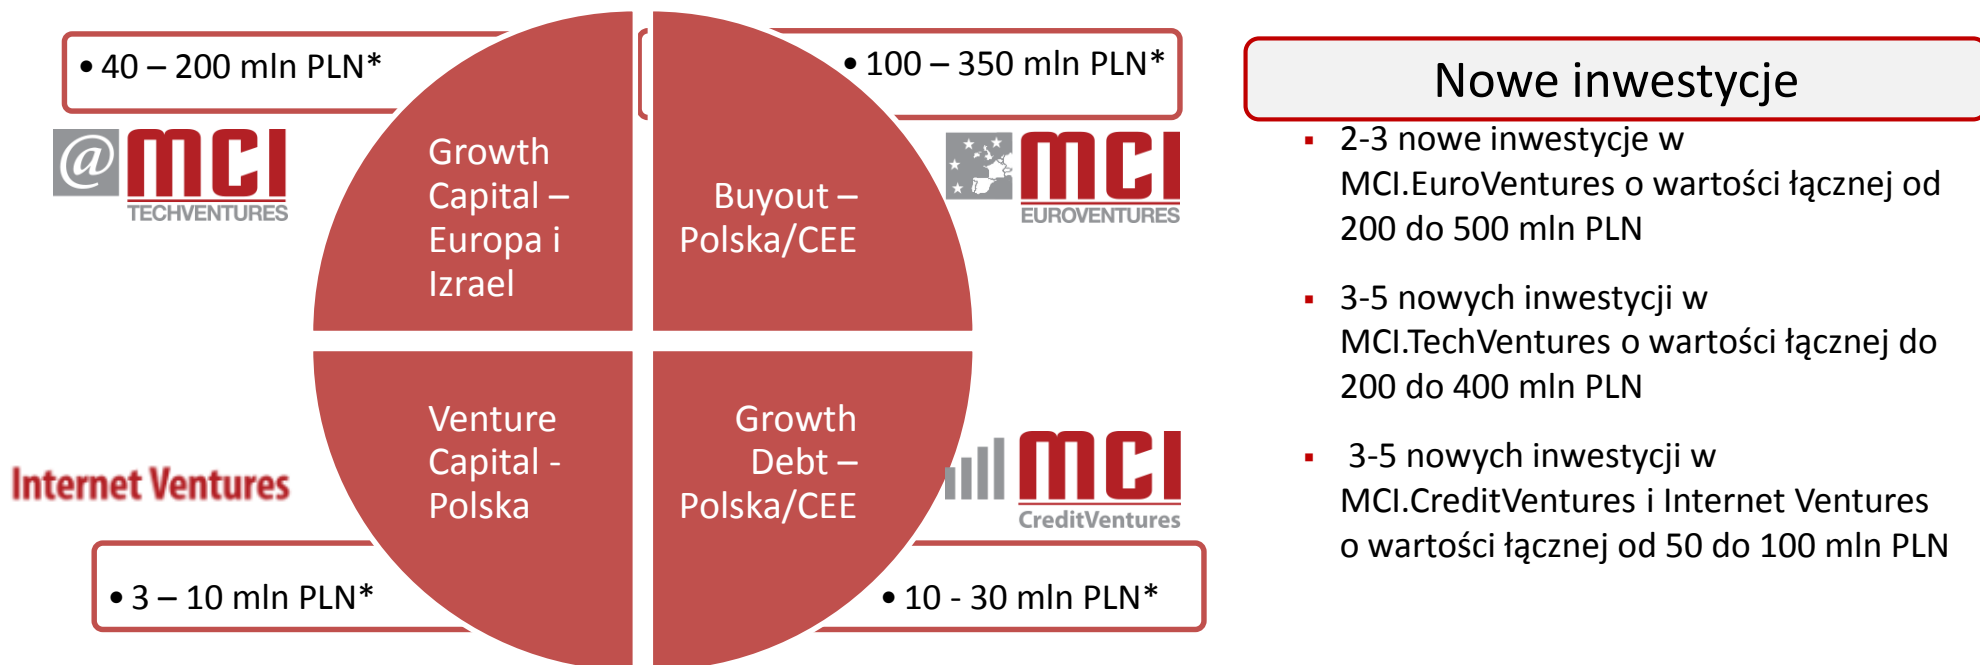 • 40 – 200 mln PLN*
• 100 – 350 mln PLN*
@ MCI
TECHVENTURES
Growth
Capital –
Europa i
Izrael
Buyout –
Polska/CEE
MCI
EUROVENTURES
Internet Ventures
Venture
Capital -
Polska
Growth
Debt –
Polska/CEE
MCI
CreditVentures
• 3 – 10 mln PLN*
• 10 - 30 mln PLN*
Nowe inwestycje
▪ 2-3 nowe inwestycje w
MCI.EuroVentures o wartości łącznej od
200 do 500 mln PLN
▪ 3-5 nowych inwestycji w
MCI.TechVentures o wartości łącznej do
200 do 400 mln PLN
▪ 3-5 nowych inwestycji w
MCI.CreditVentures i Internet Ventures
o wartości łącznej od 50 do 100 mln PLN